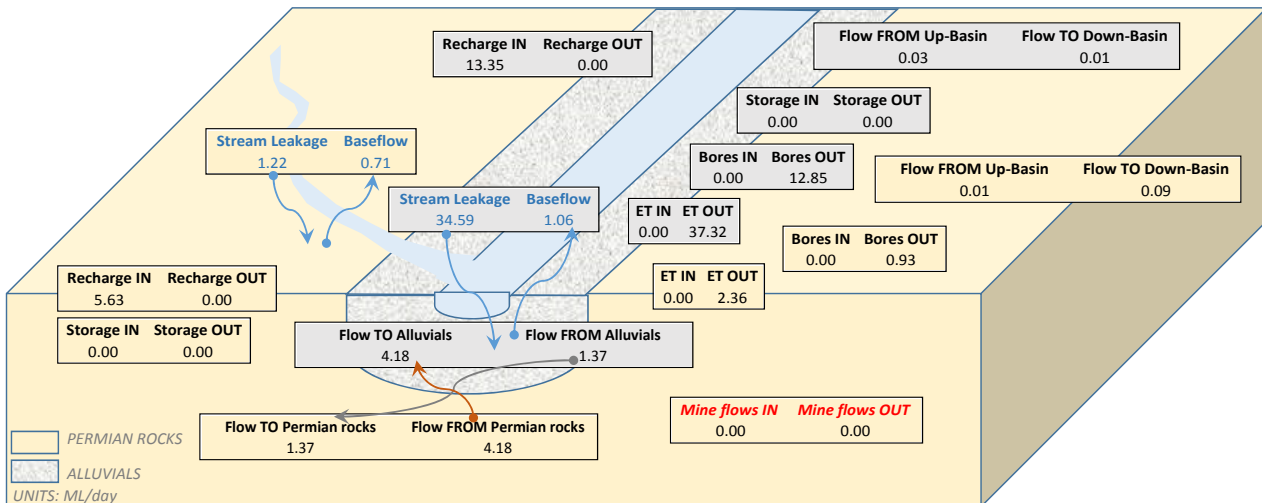 Recharge IN Recharge OUT
13.35 0.00
Flow FROM Up-Basin Flow TO Down-Basin
0.03 0.01
Storage IN Storage OUT
0.00 0.00
Stream Leakage Baseflow
1.22 0.71
Bores IN Bores OUT
0.00 12.85
Flow FROM Up-Basin Flow TO Down-Basin
0.01 0.09
Stream Leakage Baseflow
34.59 1.06
ET IN ET OUT
0.00 37.32
Bores IN Bores OUT
0.00 0.93
Recharge IN Recharge OUT
5.63 0.00
ET IN ET OUT
0.00 2.36
Storage IN Storage OUT
0.00 0.00
Flow TO Alluvials Flow FROM Alluvials
4.18 1.37
Mine flows IN Mine flows OUT
0.00 0.00
Flow TO Permian rocks Flow FROM Permian rocks
1.37 4.18
PERMIAN ROCKS
ALLUVIALS
UNITS: ML/day